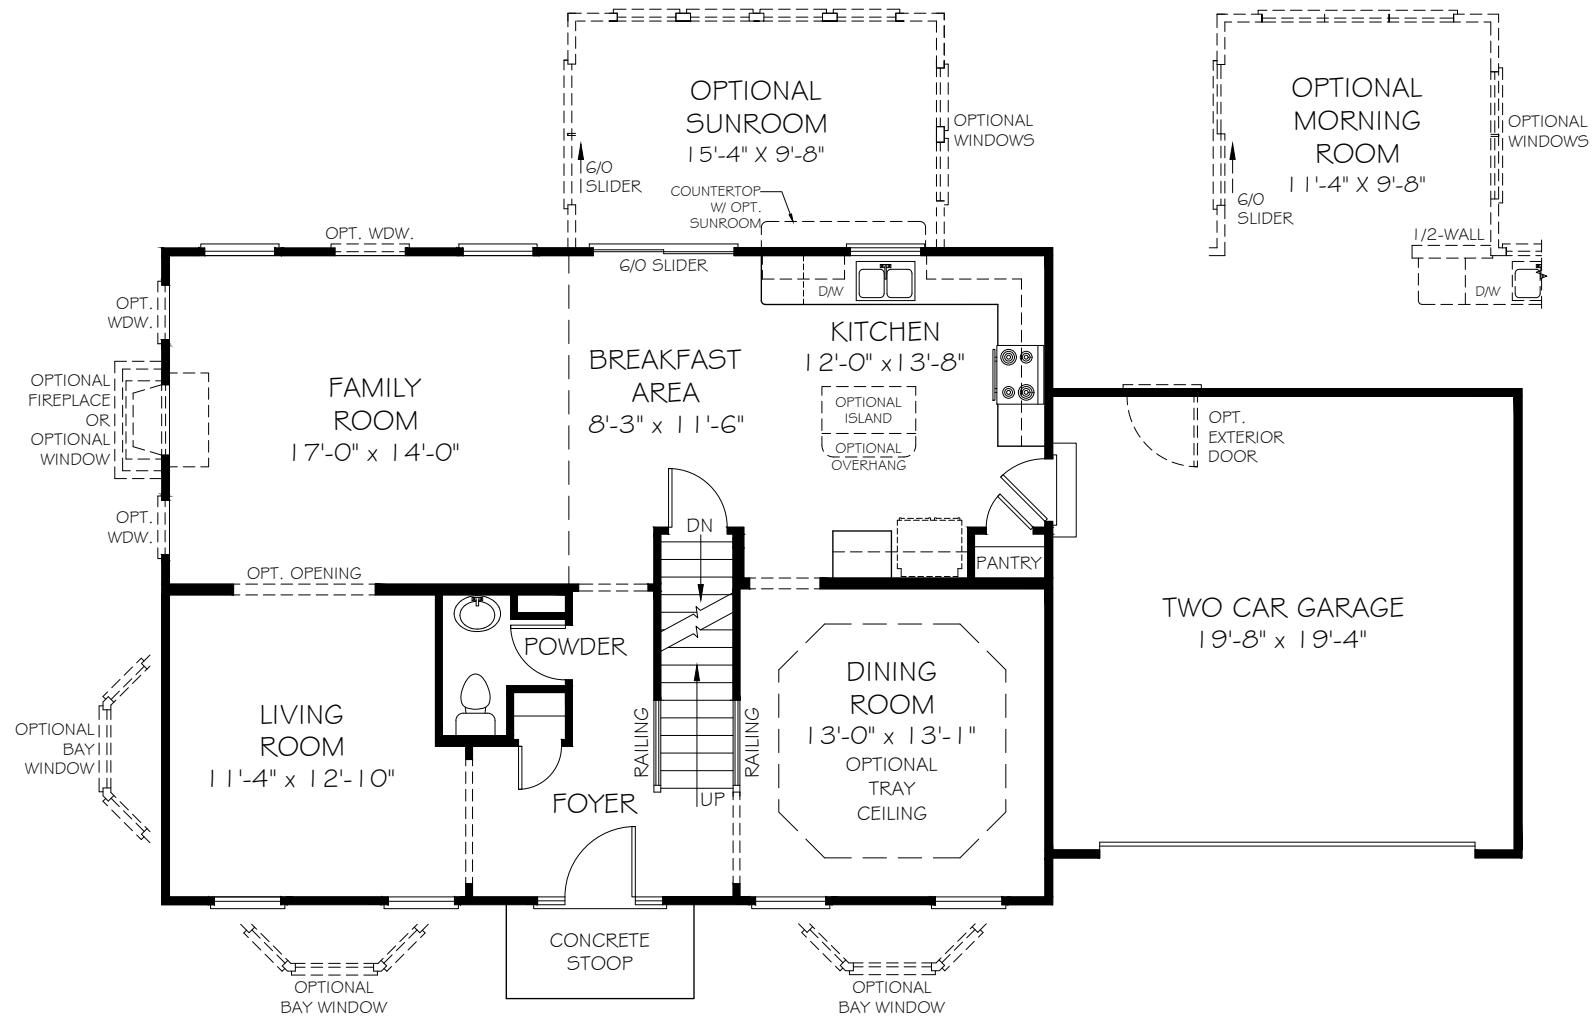 OPTIONAL
SUNROOM
15'-4" X 9'-8"
OPTIONAL
WINDOWS
6/0
SLIDER
COUNTERTOP
W/ OPT.
SUNROOM
OPTIONAL
MORNING
ROOM
11'-4" X 9'-8"
OPTIONAL
WINDOWS
6/0
SLIDER
1/2-WALL
D/W
OPT. WDW.
6/0 SLIDER
D/W
OPT.
WDW.
KITCHEN
12'-0" x13'-8"
OPTIONAL
ISLAND
OPTIONAL
OVERHANG
BREAKFAST
AREA
8'-3" x 11'-6"
FAMILY
ROOM
17'-0" x 14'-0"
OPTIONAL
FIREPLACE
OR
OPTIONAL
WINDOW
OPT.
WDW.
OPT.
EXTERIOR
DOOR
DN
PANTRY
OPT. OPENING
TWO CAR GARAGE
19'-8" x 19'-4"
POWDER
DINING
ROOM
13'-0" x 13'-1"
OPTIONAL
TRAY
CEILING
LIVING
ROOM
11'-4" x 12'-10"
OPTIONAL
BAY
WINDOW
RAILING
RAILING
UP
FOYER
CONCRETE
STOOP
OPTIONAL
BAY WINDOW
OPTIONAL
BAY WINDOW